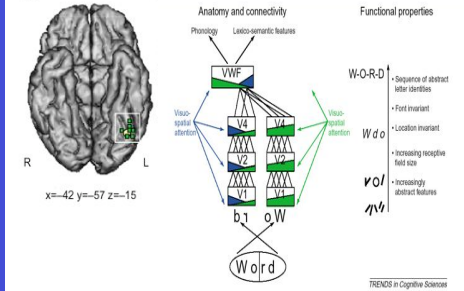 Anatomy and connectivity
Functional properties
Phonology
Lexico-semantic features
VWF
Visuo-
spatial
attention
V4
V4
V2
V2
V1
V1
Visuo-
spatial
attention
W o r d
R
L
x=-42 y=-57 z=-15
W-O-R-D
• Sequence of abstract
letter identities
• Font invariant
W d o
• Location invariant
• Increasing receptive
field size
• Increasingly
abstract features
TRENDS in Cognitive Sciences